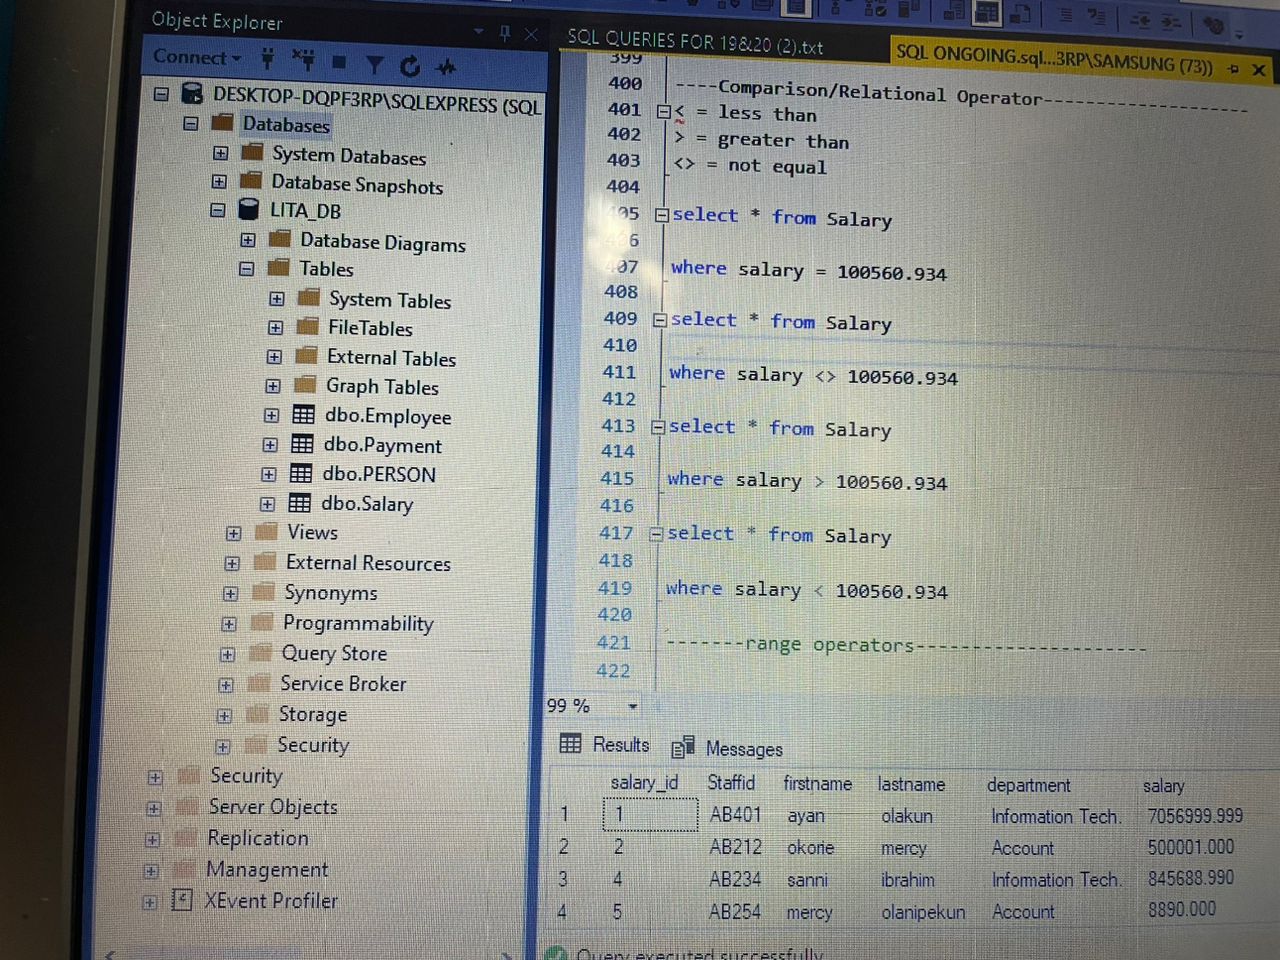 Object Explorer
Connect
DESKTOP-DQPF3RP\SQLEXPRESS (SQL
Databases
System Databases
Database Snapshots
LITA_DB
Database Diagrams
Tables
System Tables
FileTables
External Tables
Graph Tables
dbo.Employee
dbo.Payment
dbo.PERSON
dbo.Salary
Views
External Resources
Synonyms
Programmability
Query Store
Service Broker
Storage
Security
Security
Server Objects
Replication
Management
XEvent Profiler
SQL QUERIES FOR 19&20 (2).txt
SQL ONGOING.sql...3RP\SAMSUNG (73))
399
400 ----Comparison/Relational Operator------------------
401 < = less than
402 > = greater than
403 <> = not equal
404
405 select * from Salary
406
407 where salary = 100560.934
408
409 select * from Salary
410
411 where salary <> 100560.934
412
413 select * from Salary
414
415 where salary > 100560.934
416
417 select * from Salary
418
419 where salary < 100560.934
420
421 -------range operators---------------------
422
99 %
Results Messages
salary_id Staffid firstname lastname department salary
1 1 AB401 ayan olakun Information Tech. 7056999.999
2 2 AB212 okorie mercy Account 500001.000
3 4 AB234 sanni ibrahim Information Tech. 845688.990
4 5 AB254 mercy olanipekun Account 8890.000
Query executed successfully